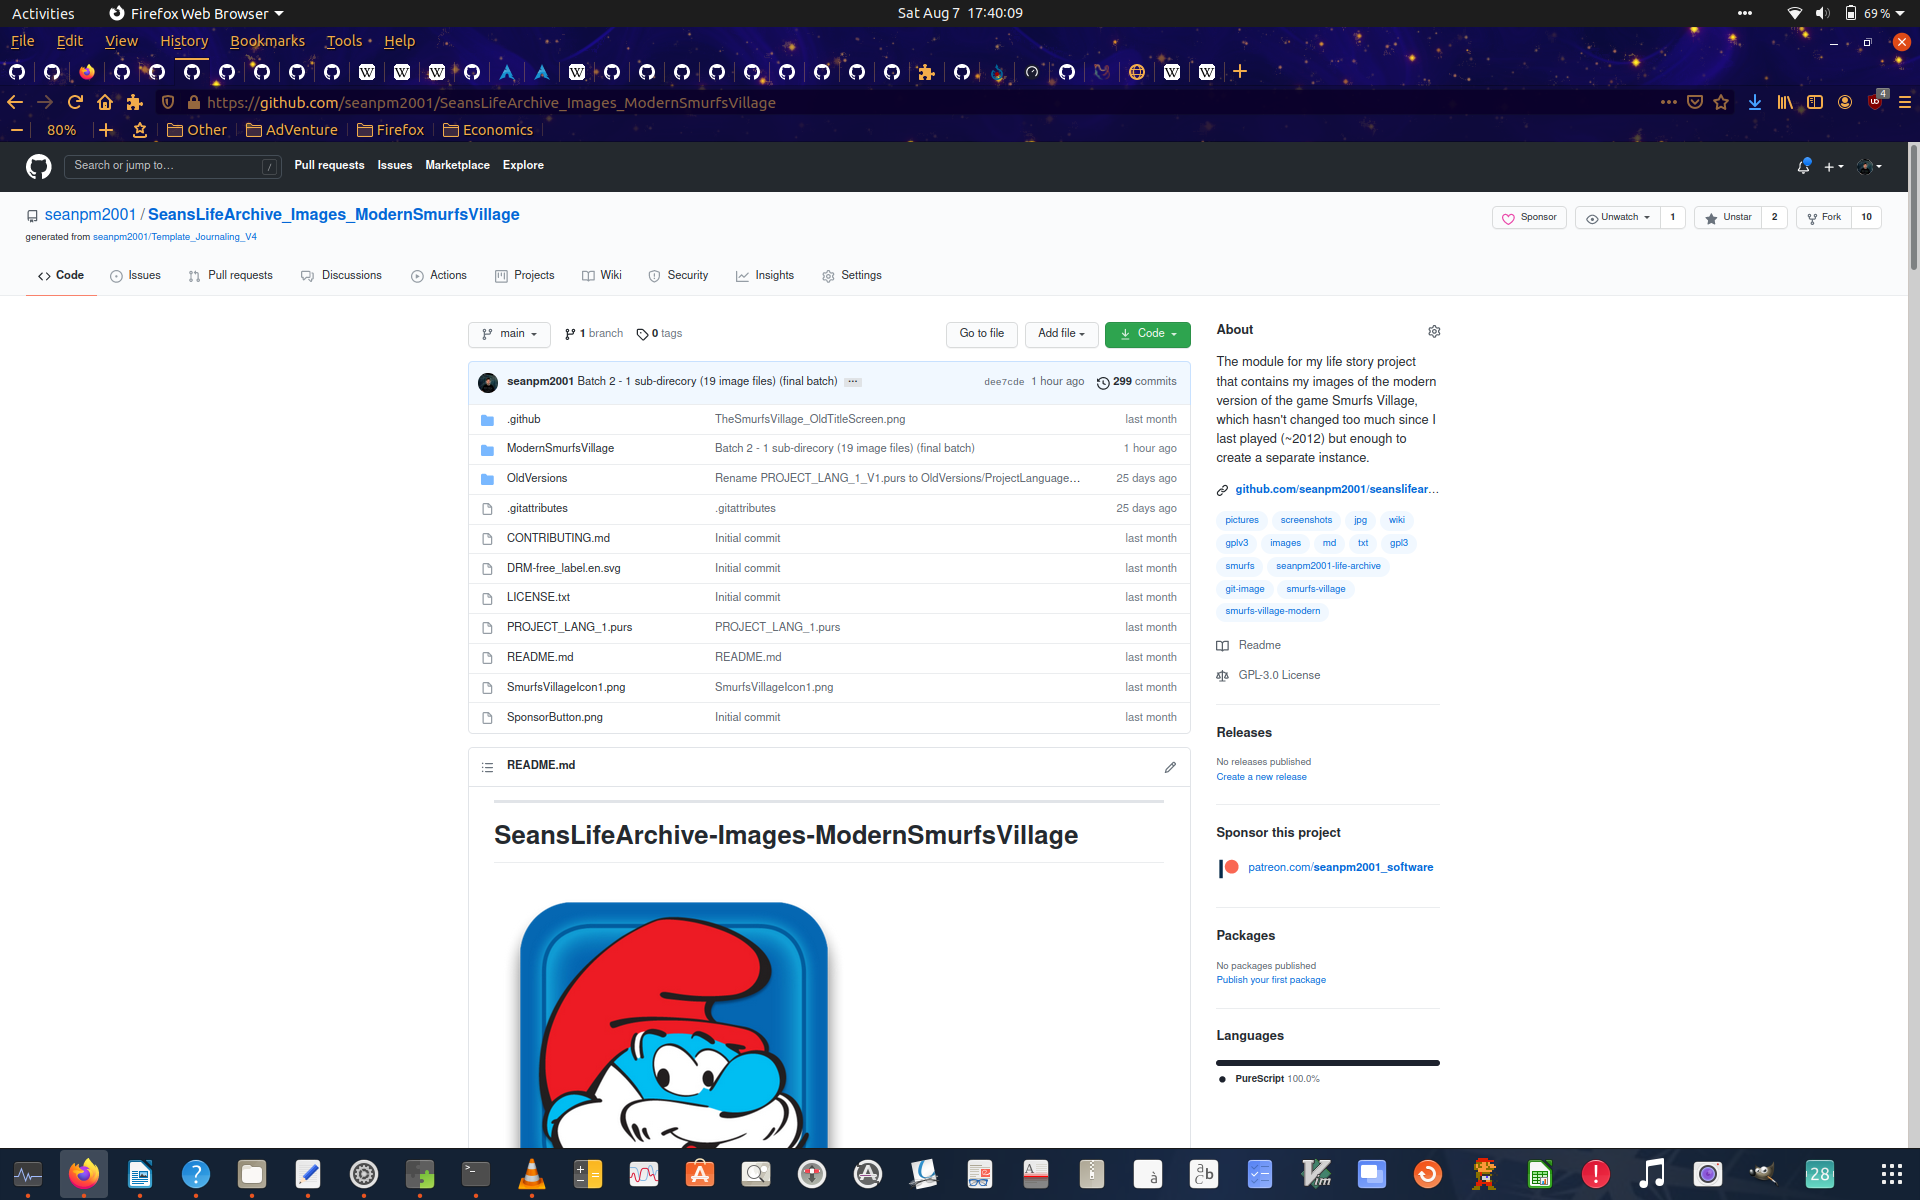 Activities Firefox Web Browser Sat Aug 7 17:40:09 69 %
File Edit View History Bookmarks Tools Help
https://github.com/seanpm2001/SeansLifeArchive_Images_ModernSmurfsVillage 4
80% Other AdVenture Firefox Economics
Search or jump to... / Pull requests Issues Marketplace Explore
seanpm2001 / SeansLifeArchive_Images_ModernSmurfsVillage Sponsor Unwatch 1 Unstar 2 Fork 10
generated from seanpm2001/Template_Journaling_V4
Code Issues Pull requests Discussions Actions Projects Wiki Security Insights Settings
main 1 branch 0 tags Go to file Add file Code
seanpm2001 Batch 2 - 1 sub-direcory (19 image files) (final batch) ... dee7cde 1 hour ago 299 commits
.github TheSmurfsVillage_OldTitleScreen.png last month
ModernSmurfsVillage Batch 2 - 1 sub-direcory (19 image files) (final batch) 1 hour ago
OldVersions Rename PROJECT_LANG_1_V1.purs to OldVersions/ProjectLanguage... 25 days ago
.gitattributes .gitattributes 25 days ago
CONTRIBUTING.md Initial commit last month
DRM-free_label.en.svg Initial commit last month
LICENSE.txt Initial commit last month
PROJECT_LANG_1.purs PROJECT_LANG_1.purs last month
README.md README.md last month
SmurfsVillageIcon1.png SmurfsVillageIcon1.png last month
SponsorButton.png Initial commit last month
README.md
SeansLifeArchive-Images-ModernSmurfsVillage
About
The module for my life story project
that contains my images of the modern
version of the game Smurfs Village,
which hasn't changed too much since I
last played (~2012) but enough to
create a separate instance.
github.com/seanpm2001/seanslifear...
pictures screenshots jpg wiki
gplv3 images md txt gpl3
smurfs seanpm2001-life-archive
git-image smurfs-village
smurfs-village-modern
Readme
GPL-3.0 License
Releases
No releases published
Create a new release
Sponsor this project
patreon.com/seanpm2001_software
Packages
No packages published
Publish your first package
Languages
PureScript 100.0%
28